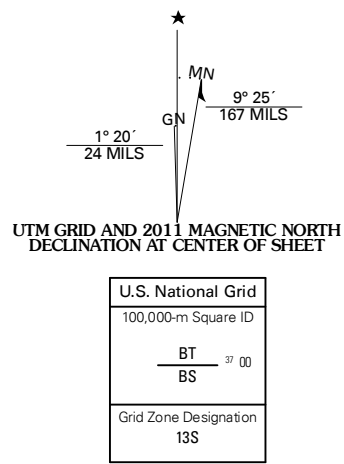 ★
MN
GN
9° 25´
167 MILS
1° 20´
24 MILS
UTM GRID AND 2011 MAGNETIC NORTH
DECLINATION AT CENTER OF SHEET
U.S. National Grid
100,000-m Square ID
BT
37 00
BS
Grid Zone Designation
13S